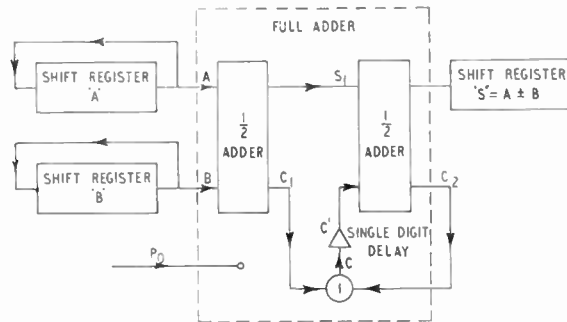 FULL ADDER
SHIFT REGISTER
"A"
A
1/2
ADDER
S1
1/2
ADDER
SHIFT REGISTER
"S" = A ± B
SHIFT REGISTER
"B"
B
C1
C2
C'
SINGLE DIGIT
DELAY
C
1